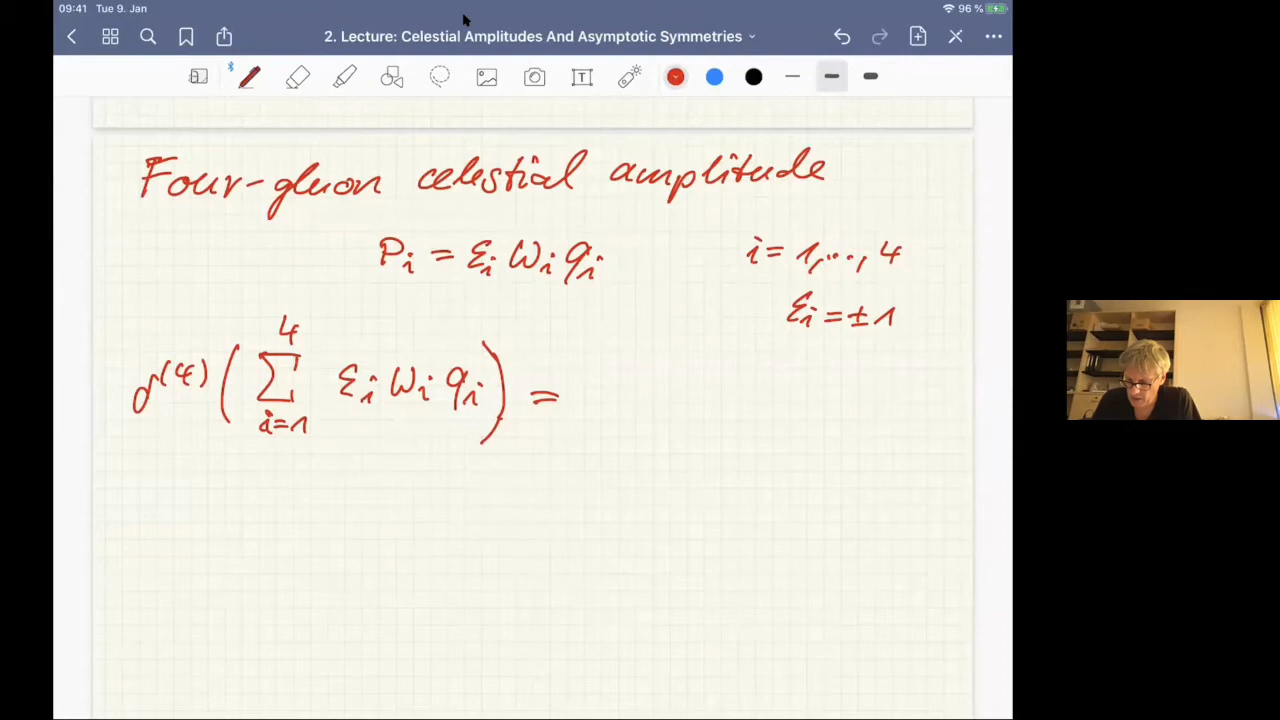 09:41 Tue 9. Jan 96 %
2. Lecture: Celestial Amplitudes And Asymptotic Symmetries
Four-gluon celestial amplitude
P_i = ε_i ω_i q_i i = 1,..., 4
ε_i = ±1
δ^(4) ( ∑_{i=1}^{4} ε_i ω_i q_i ) =